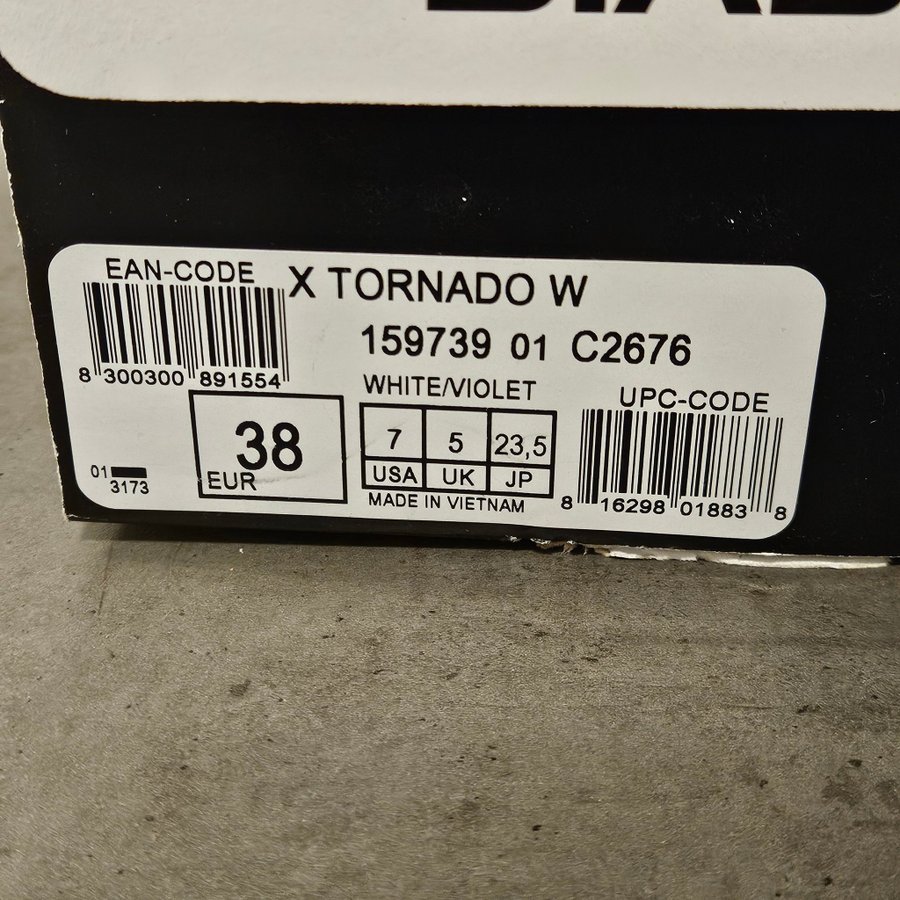 EAN-CODE
X TORNADO W
159739 01 C2676
8 300300 891554
WHITE/VIOLET
UPC-CODE
38
EUR
7 5 23,5
USA UK JP
01
3173
MADE IN VIETNAM
8 16298 01883 8